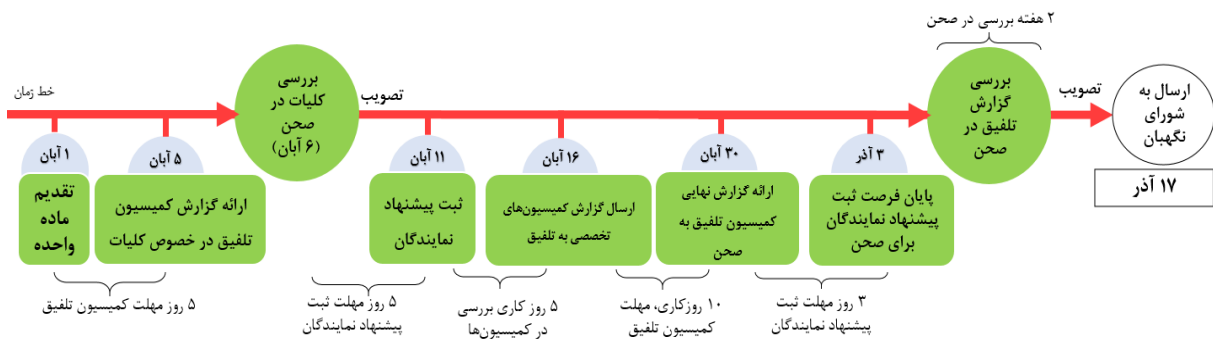 خط زمان
۱ آبان
تقدیم
ماده
واحده
۵ آبان
ارائه گزارش کمیسیون
تلفیق در خصوص کلیات
۵ روز مهلت کمیسیون تلفیق
بررسی
کلیات در
صحن
(۶ آبان)
تصویب
۱۱ آبان
ثبت پیشنهاد
نمایندگان
۵ روز مهلت ثبت
پیشنهاد نمایندگان
۱۶ آبان
ارسال گزارش کمیسیون‌های
تخصصی به تلفیق
۵ روز کاری بررسی
در کمیسیون‌ها
۳۰ آبان
ارائه گزارش نهایی
کمیسیون تلفیق به
صحن
۱۰ روزکاری، مهلت
کمیسیون تلفیق
۳ آذر
پایان فرصت ثبت
پیشنهاد نمایندگان
برای صحن
۳ روز مهلت ثبت
پیشنهاد نمایندگان
۲ هفته بررسی در صحن
بررسی
گزارش
تلفیق در
صحن
تصویب
ارسال به
شورای
نگهبان
۱۷ آذر